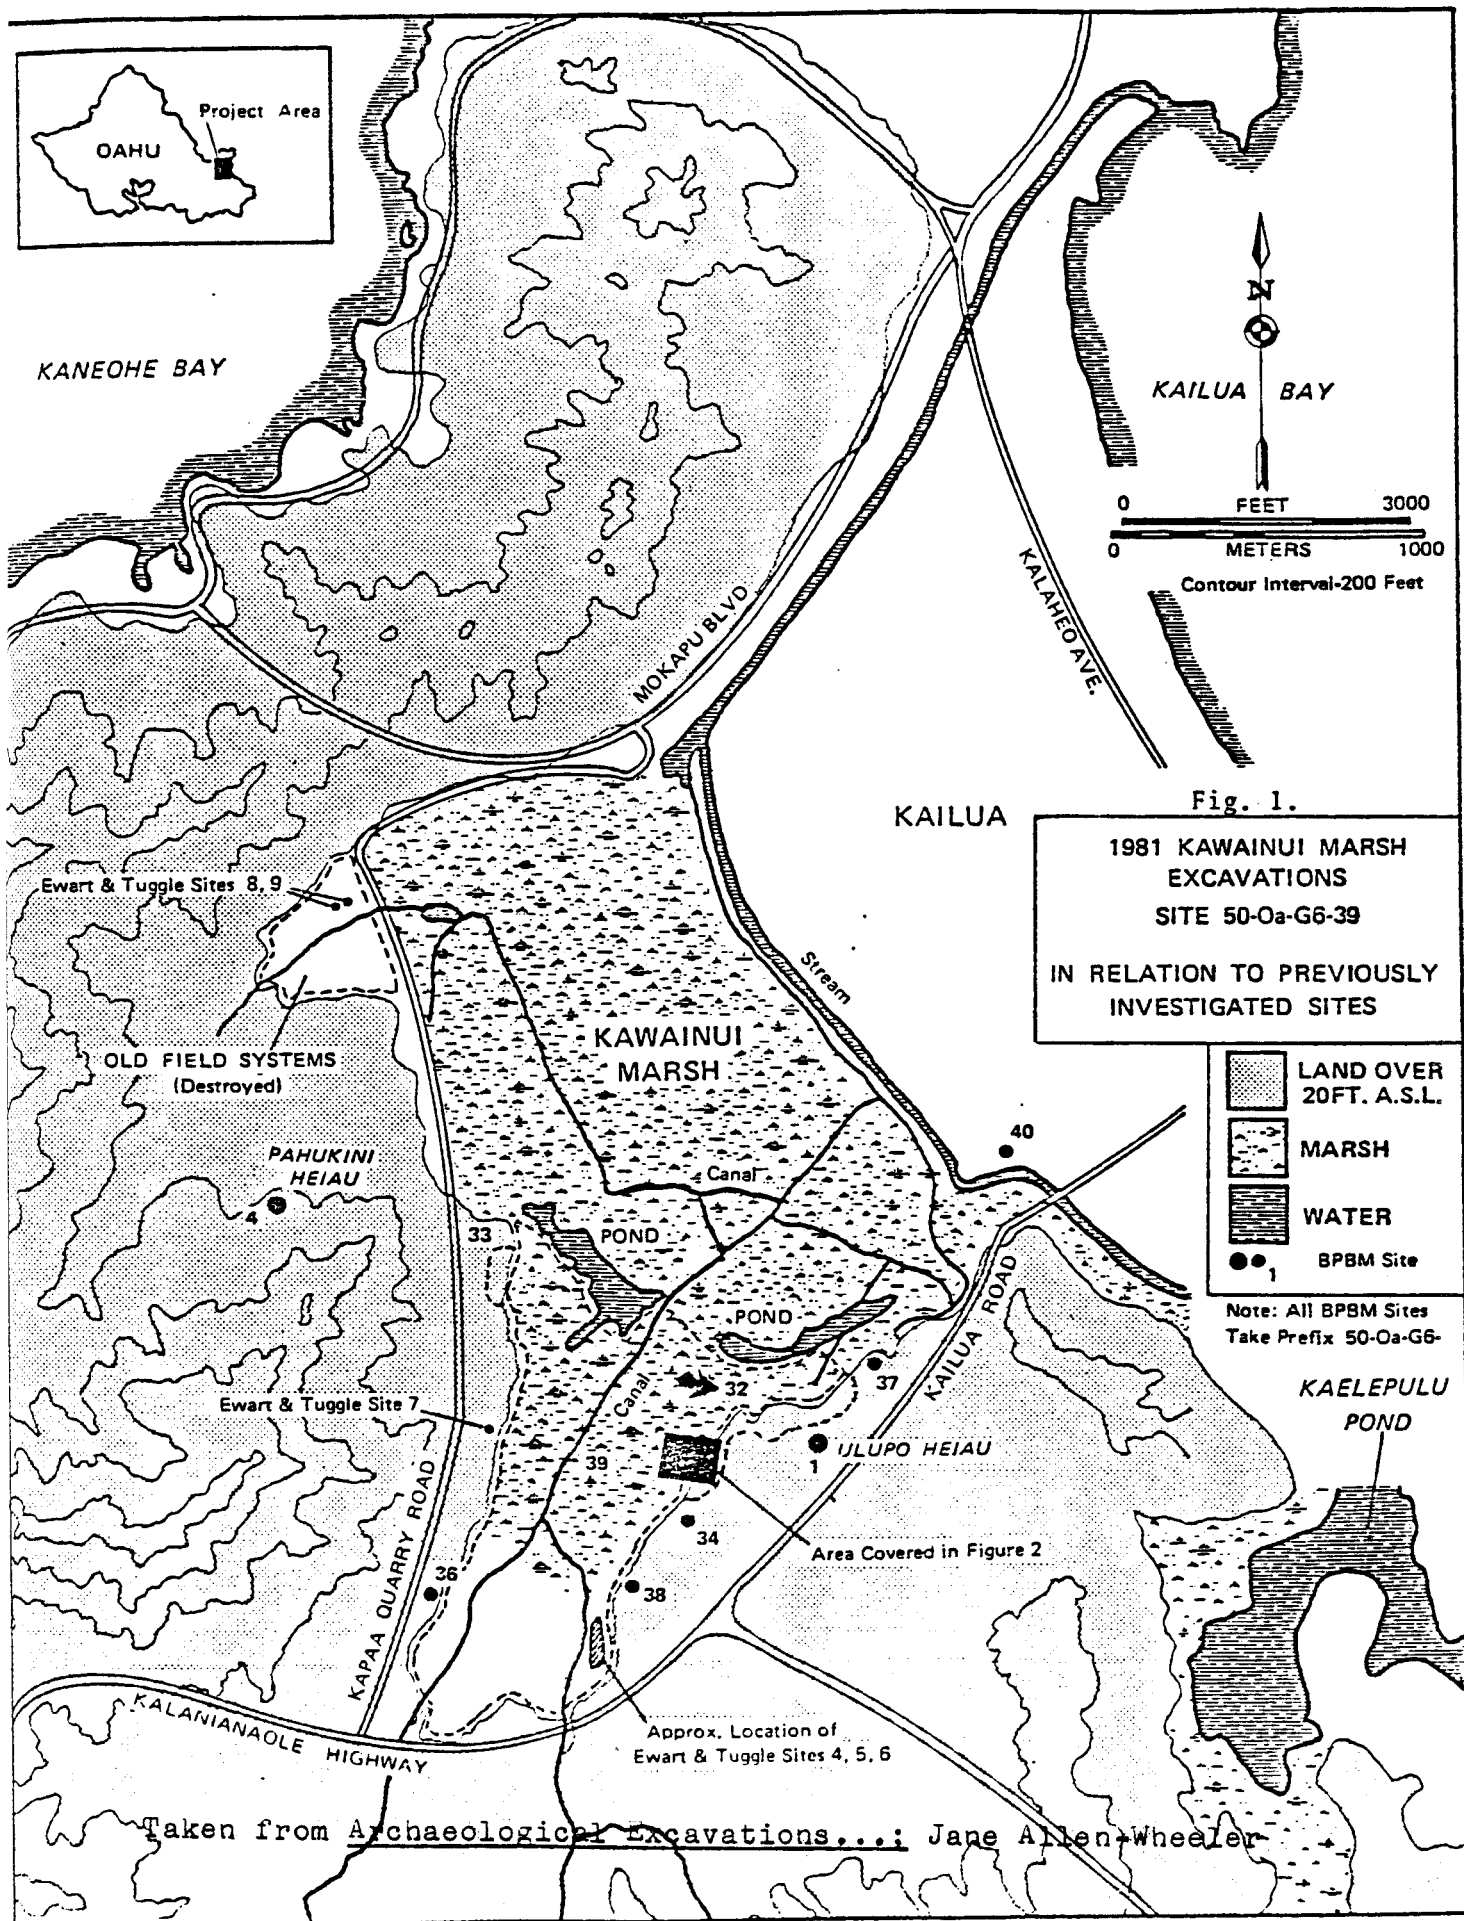 Project Area
OAHU
KANEOHE BAY
N
KAILUA BAY
0 FEET 3000
0 METERS 1000
Contour Interval-200 Feet
KALAHEO AVE.
MOKAPU BLVD
KAILUA
Fig. 1.
1981 KAWAINUI MARSH
EXCAVATIONS
SITE 50-Oa-G6-39
IN RELATION TO PREVIOUSLY
INVESTIGATED SITES
LAND OVER
20FT. A.S.L.
MARSH
WATER
1 BPBM Site
Note: All BPBM Sites
Take Prefix 50-Oa-G6-
Ewart & Tuggle Sites 8, 9
Stream
KAWAINUI
MARSH
OLD FIELD SYSTEMS
(Destroyed)
40
PAHUKINI
HEIAU
4
Canal
33
POND
POND
KAILUA ROAD
37
32
Canal
KAELEPULU
POND
Ewart & Tuggle Site 7
ULUPO HEIAU
1
39
34
Area Covered in Figure 2
KAPAA QUARRY ROAD
36
38
KALANIANAOLE HIGHWAY
Approx. Location of
Ewart & Tuggle Sites 4, 5, 6
Taken from Archaeological Excavations...; Jane Allen-Wheeler